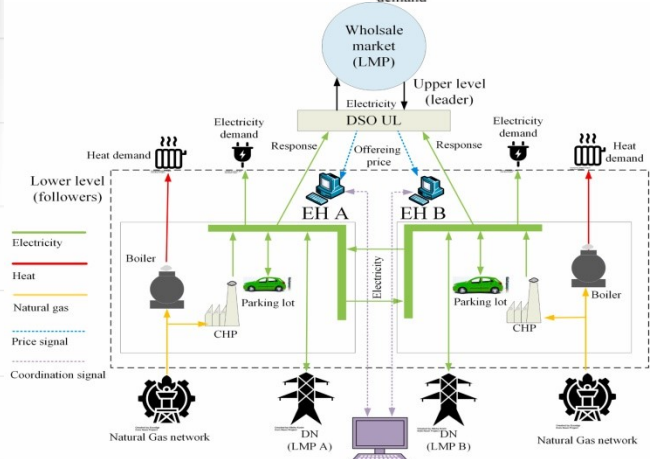 demand
Wholsale
market
(LMP)
Upper level
(leader)
Electricity
DSO UL
Electricity
demand
Electricity
demand
Heat demand
Heat
demand
Response
Offereing
price
Response
Lower level
(followers)
EH A
EH B
Electricity
Heat
Natural gas
Price signal
Coordination signal
Boiler
Parking lot
CHP
Electricity
Parking lot
CHP
Boiler
Natural Gas network
DN
(LMP A)
DN
(LMP B)
Natural Gas network